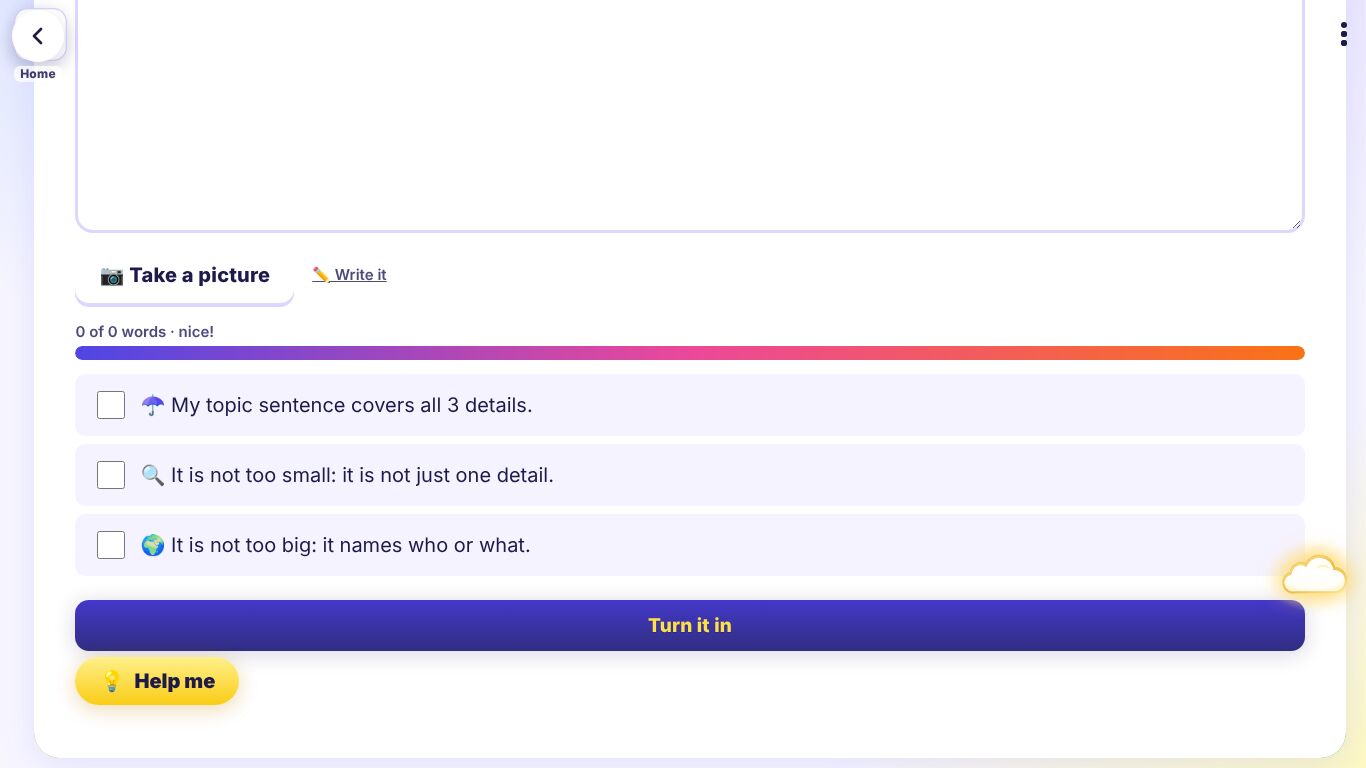 Home
Take a picture
Write it
0 of 0 words · nice!
My topic sentence covers all 3 details.
It is not too small: it is not just one detail.
It is not too big: it names who or what.
Turn it in
Help me